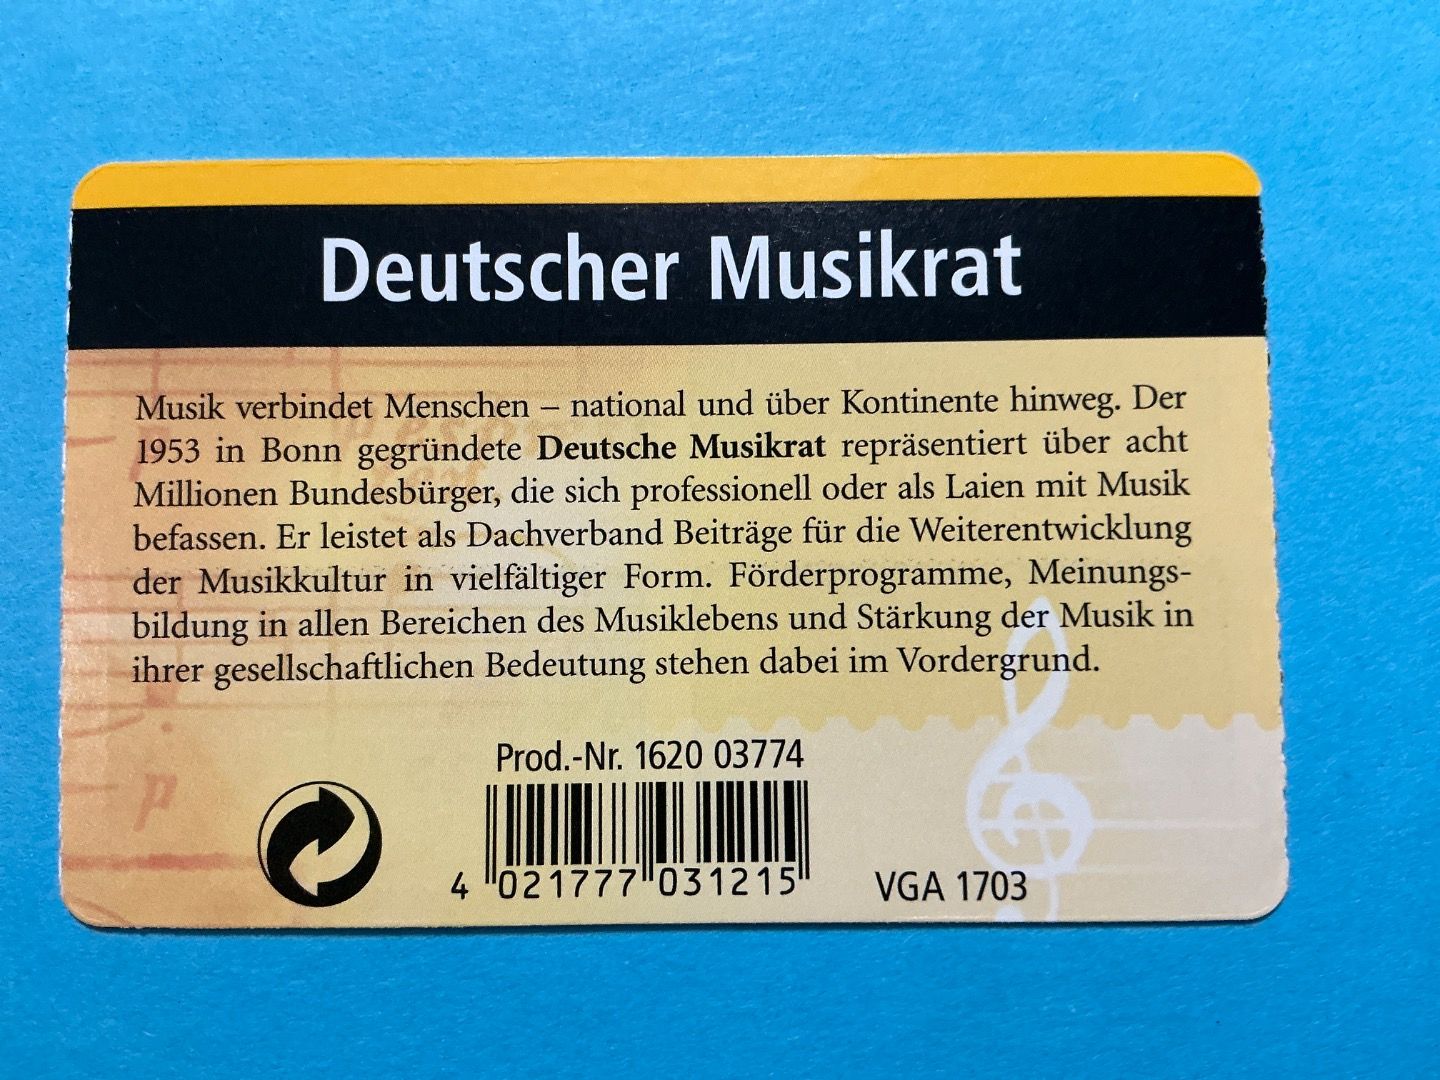 Deutscher Musikrat
Musik verbindet Menschen – national und über Kontinente hinweg. Der
1953 in Bonn gegründete Deutsche Musikrat repräsentiert über acht
Millionen Bundesbürger, die sich professionell oder als Laien mit Musik
befassen. Er leistet als Dachverband Beiträge für die Weiterentwicklung
der Musikkultur in vielfältiger Form. Förderprogramme, Meinungs-
bildung in allen Bereichen des Musiklebens und Stärkung der Musik in
ihrer gesellschaftlichen Bedeutung stehen dabei im Vordergrund.
p
Prod.-Nr. 1620 03774
4 021777 031215
VGA 1703